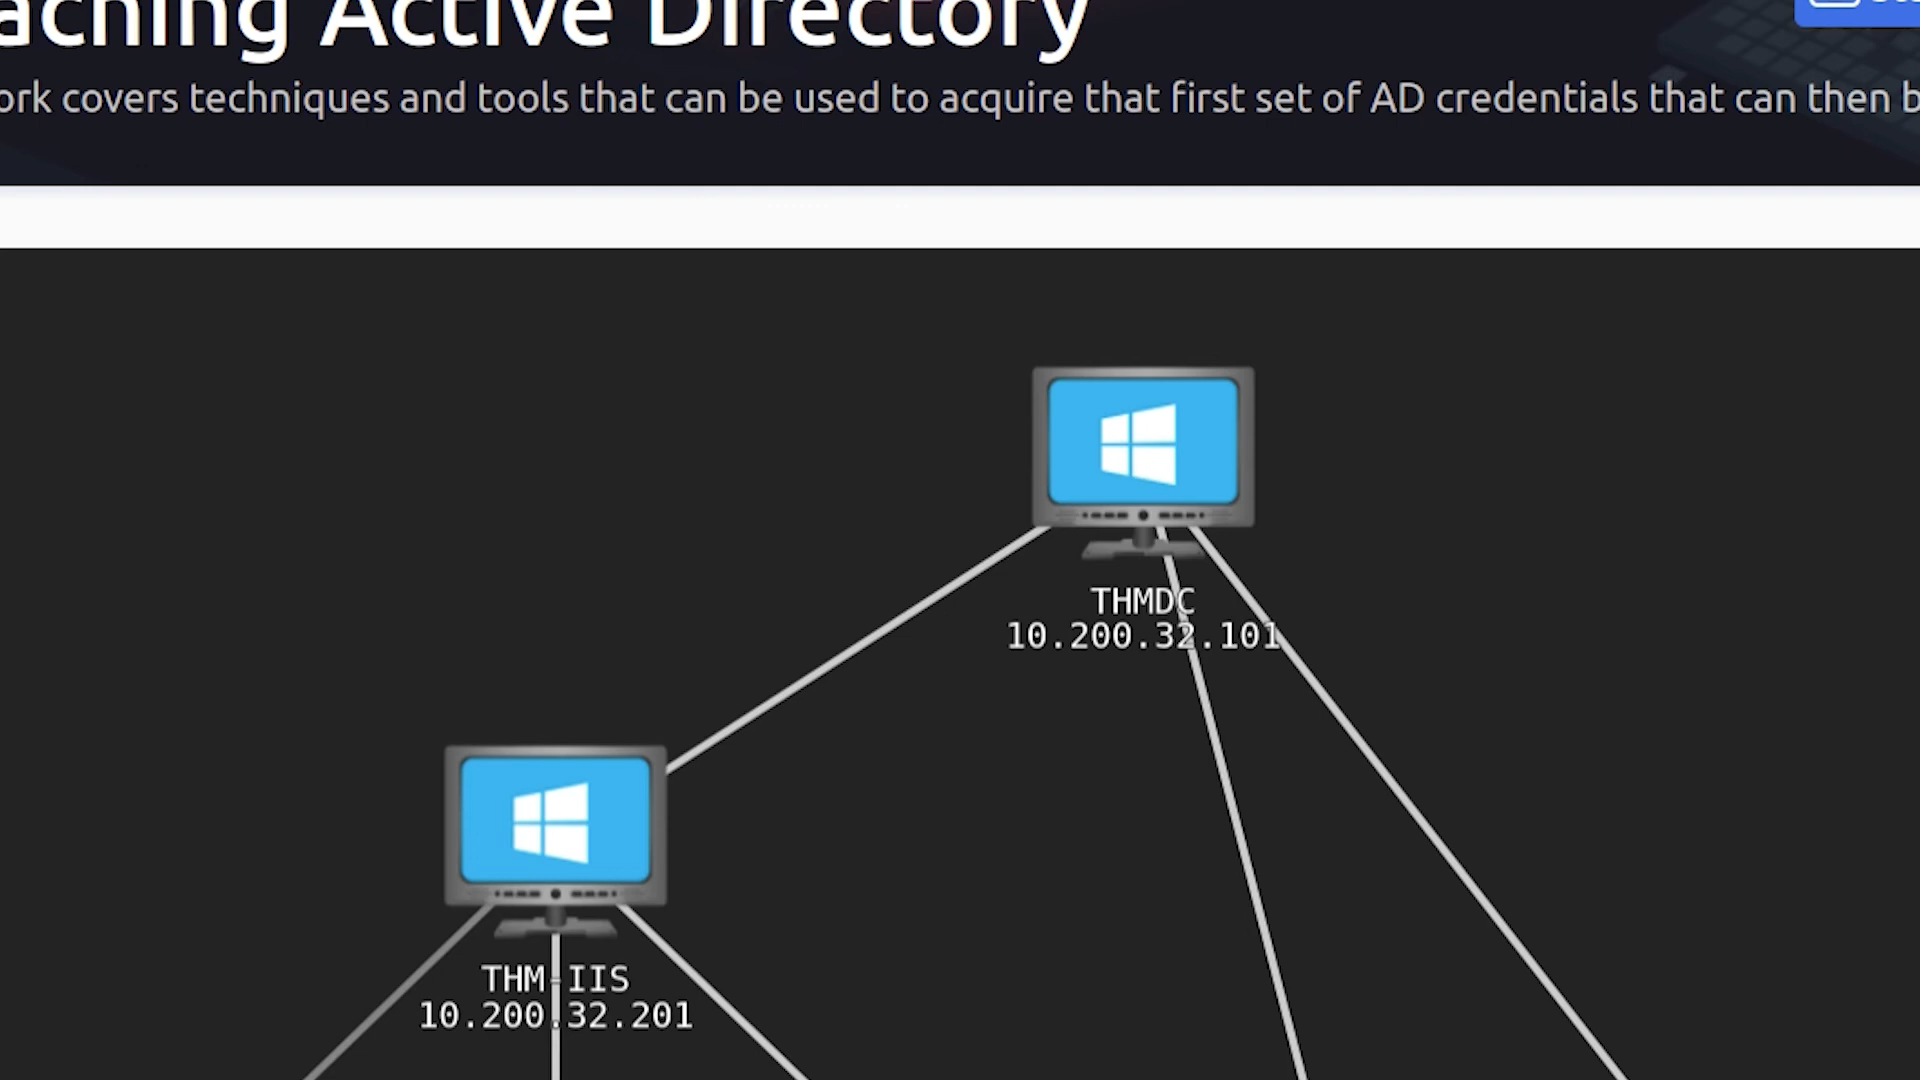 aching Active Directory
ork covers techniques and tools that can be used to acquire that first set of AD credentials that can then b
THMDC
10.200.32.101
THM-IIS
10.200.32.201